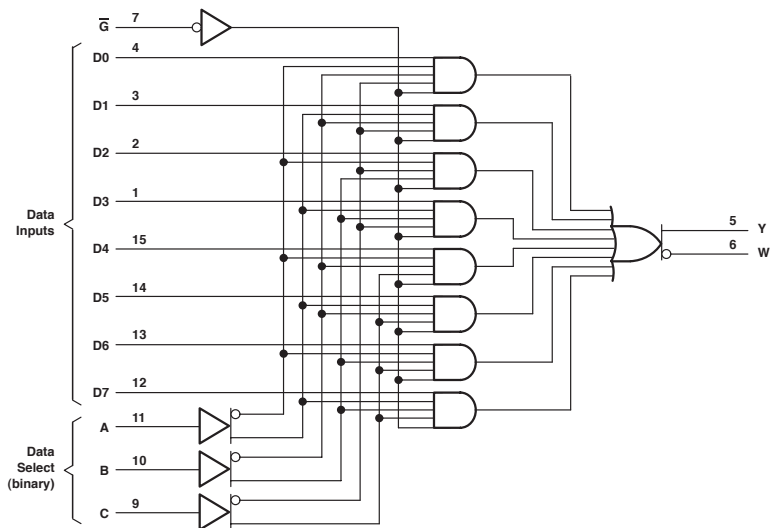 G̅ 7
D0 4
D1 3
D2 2
D3 1
Data
Inputs
D4 15
D5 14
D6 13
D7 12
A 11
Data
Select
(binary)
B 10
C 9
5 Y
6 W